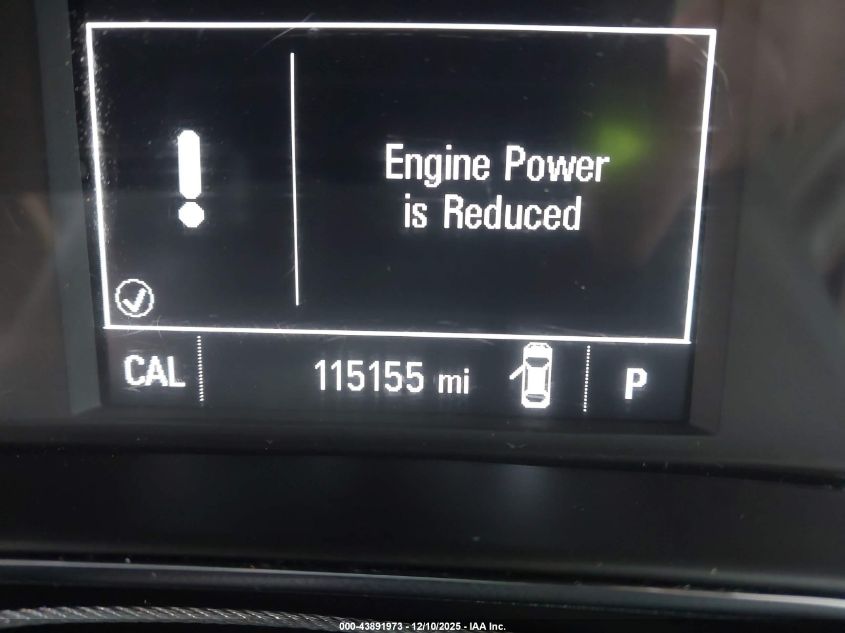 Engine Power
is Reduced
CAL 115155 mi P
000-43891973 - 12/10/2025 - IAA Inc.